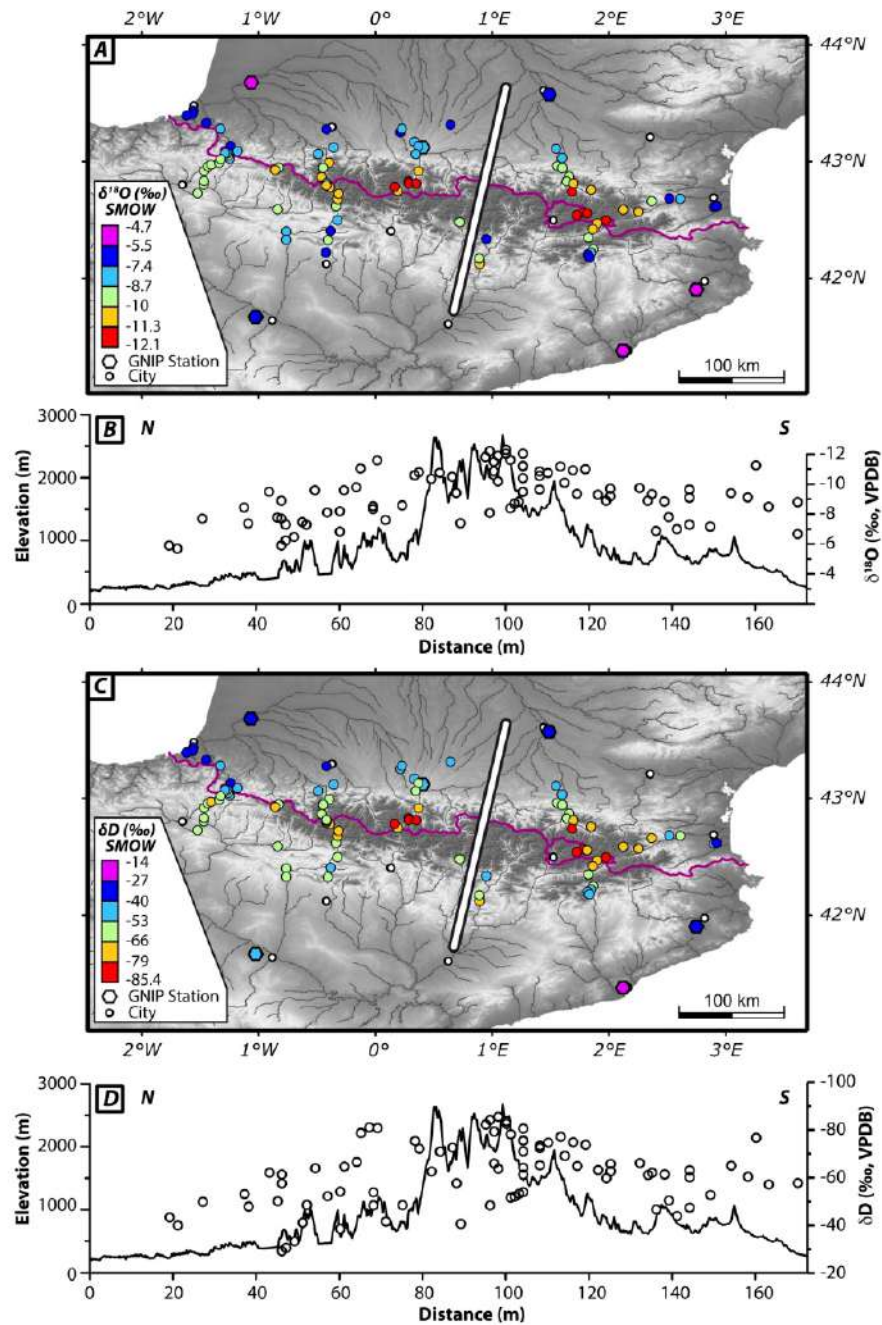 2°W 1°W 0° 1°E 2°E 3°E
A
44°N
43°N
42°N
δ¹⁸O (‰)
SMOW
-4.7
-5.5
-7.4
-8.7
-10
-11.3
-12.1
GNIP Station
City
100 km
B N S
3000
2000
1000
0
Elevation (m)
-12
-10
-8
-6
-4
δ¹⁸O (‰, VPDB)
0 20 40 60 80 100 120 140 160
Distance (m)
C
44°N
43°N
42°N
δD (‰)
SMOW
-14
-27
-40
-53
-66
-79
-85.4
GNIP Station
City
100 km
2°W 1°W 0° 1°E 2°E 3°E
D N S
3000
2000
1000
0
Elevation (m)
-100
-80
-60
-40
-20
δD (‰, VPDB)
0 20 40 60 80 100 120 140 160
Distance (m)